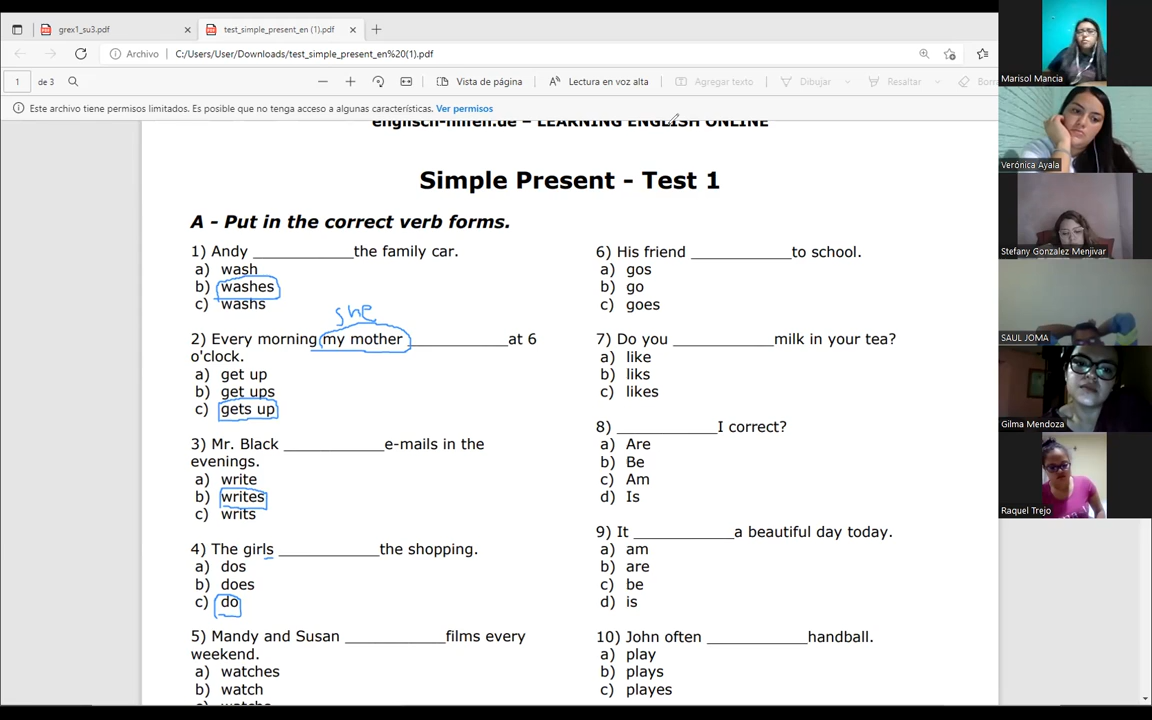 grex1_su3.pdf
test_simple_present_en (1).pdf
Archivo
C:/Users/User/Downloads/test_simple_present_en%20(1).pdf
1
de 3
Vista de página
Lectura en voz alta
Agregar texto
Dibujar
Resaltar
Este archivo tiene permisos limitados. Es posible que no tenga acceso a algunas características. Ver permisos
englisch-hilfen.de – LEARNING ENGLISH ONLINE
Simple Present - Test 1
A - Put in the correct verb forms.
1) Andy ____________the family car.
a) wash
b) washes
c) washs
she
2) Every morning my mother ____________at 6
o'clock.
a) get up
b) get ups
c) gets up
3) Mr. Black ____________e-mails in the
evenings.
a) write
b) writes
c) writs
4) The girls ____________the shopping.
a) dos
b) does
c) do
5) Mandy and Susan ____________films every
weekend.
a) watches
b) watch
6) His friend ____________to school.
a) gos
b) go
c) goes
7) Do you ____________milk in your tea?
a) like
b) liks
c) likes
8) ____________I correct?
a) Are
b) Be
c) Am
d) Is
9) It ____________a beautiful day today.
a) am
b) are
c) be
d) is
10) John often ____________handball.
a) play
b) plays
c) playes
Marisol Mancia
Verónica Ayala
Stefany Gonzalez Menjivar
SAUL JOMA
Gilma Mendoza
Raquel Trejo